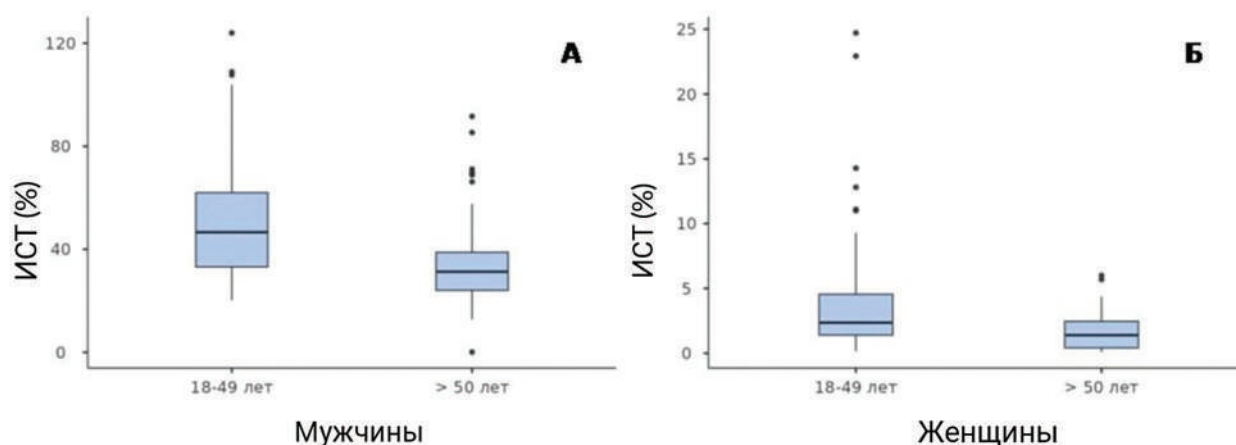 А
ИСТ (%)
120
80
40
0
18-49 лет
> 50 лет
Мужчины
Б
ИСТ (%)
25
20
15
10
5
0
18-49 лет
> 50 лет
Женщины